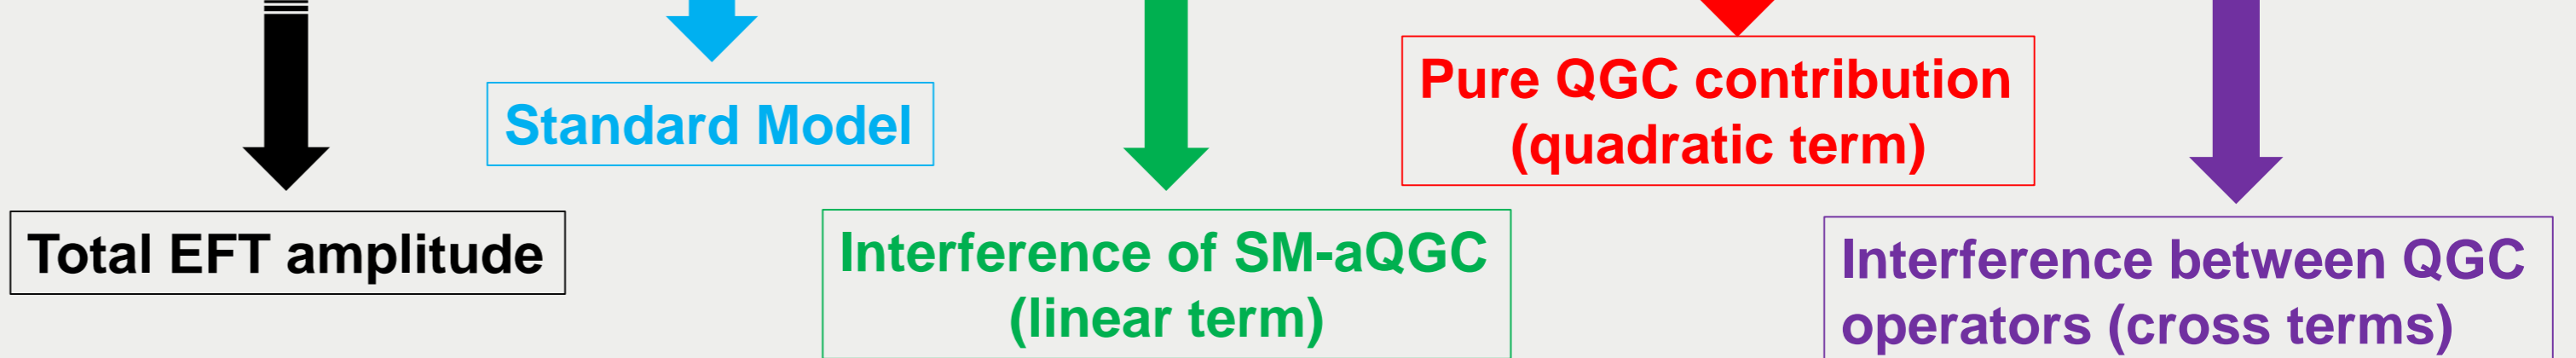 Total EFT amplitude
Standard Model
Interference of SM-aQGC
(linear term)
Pure QGC contribution
(quadratic term)
Interference between QGC
operators (cross terms)